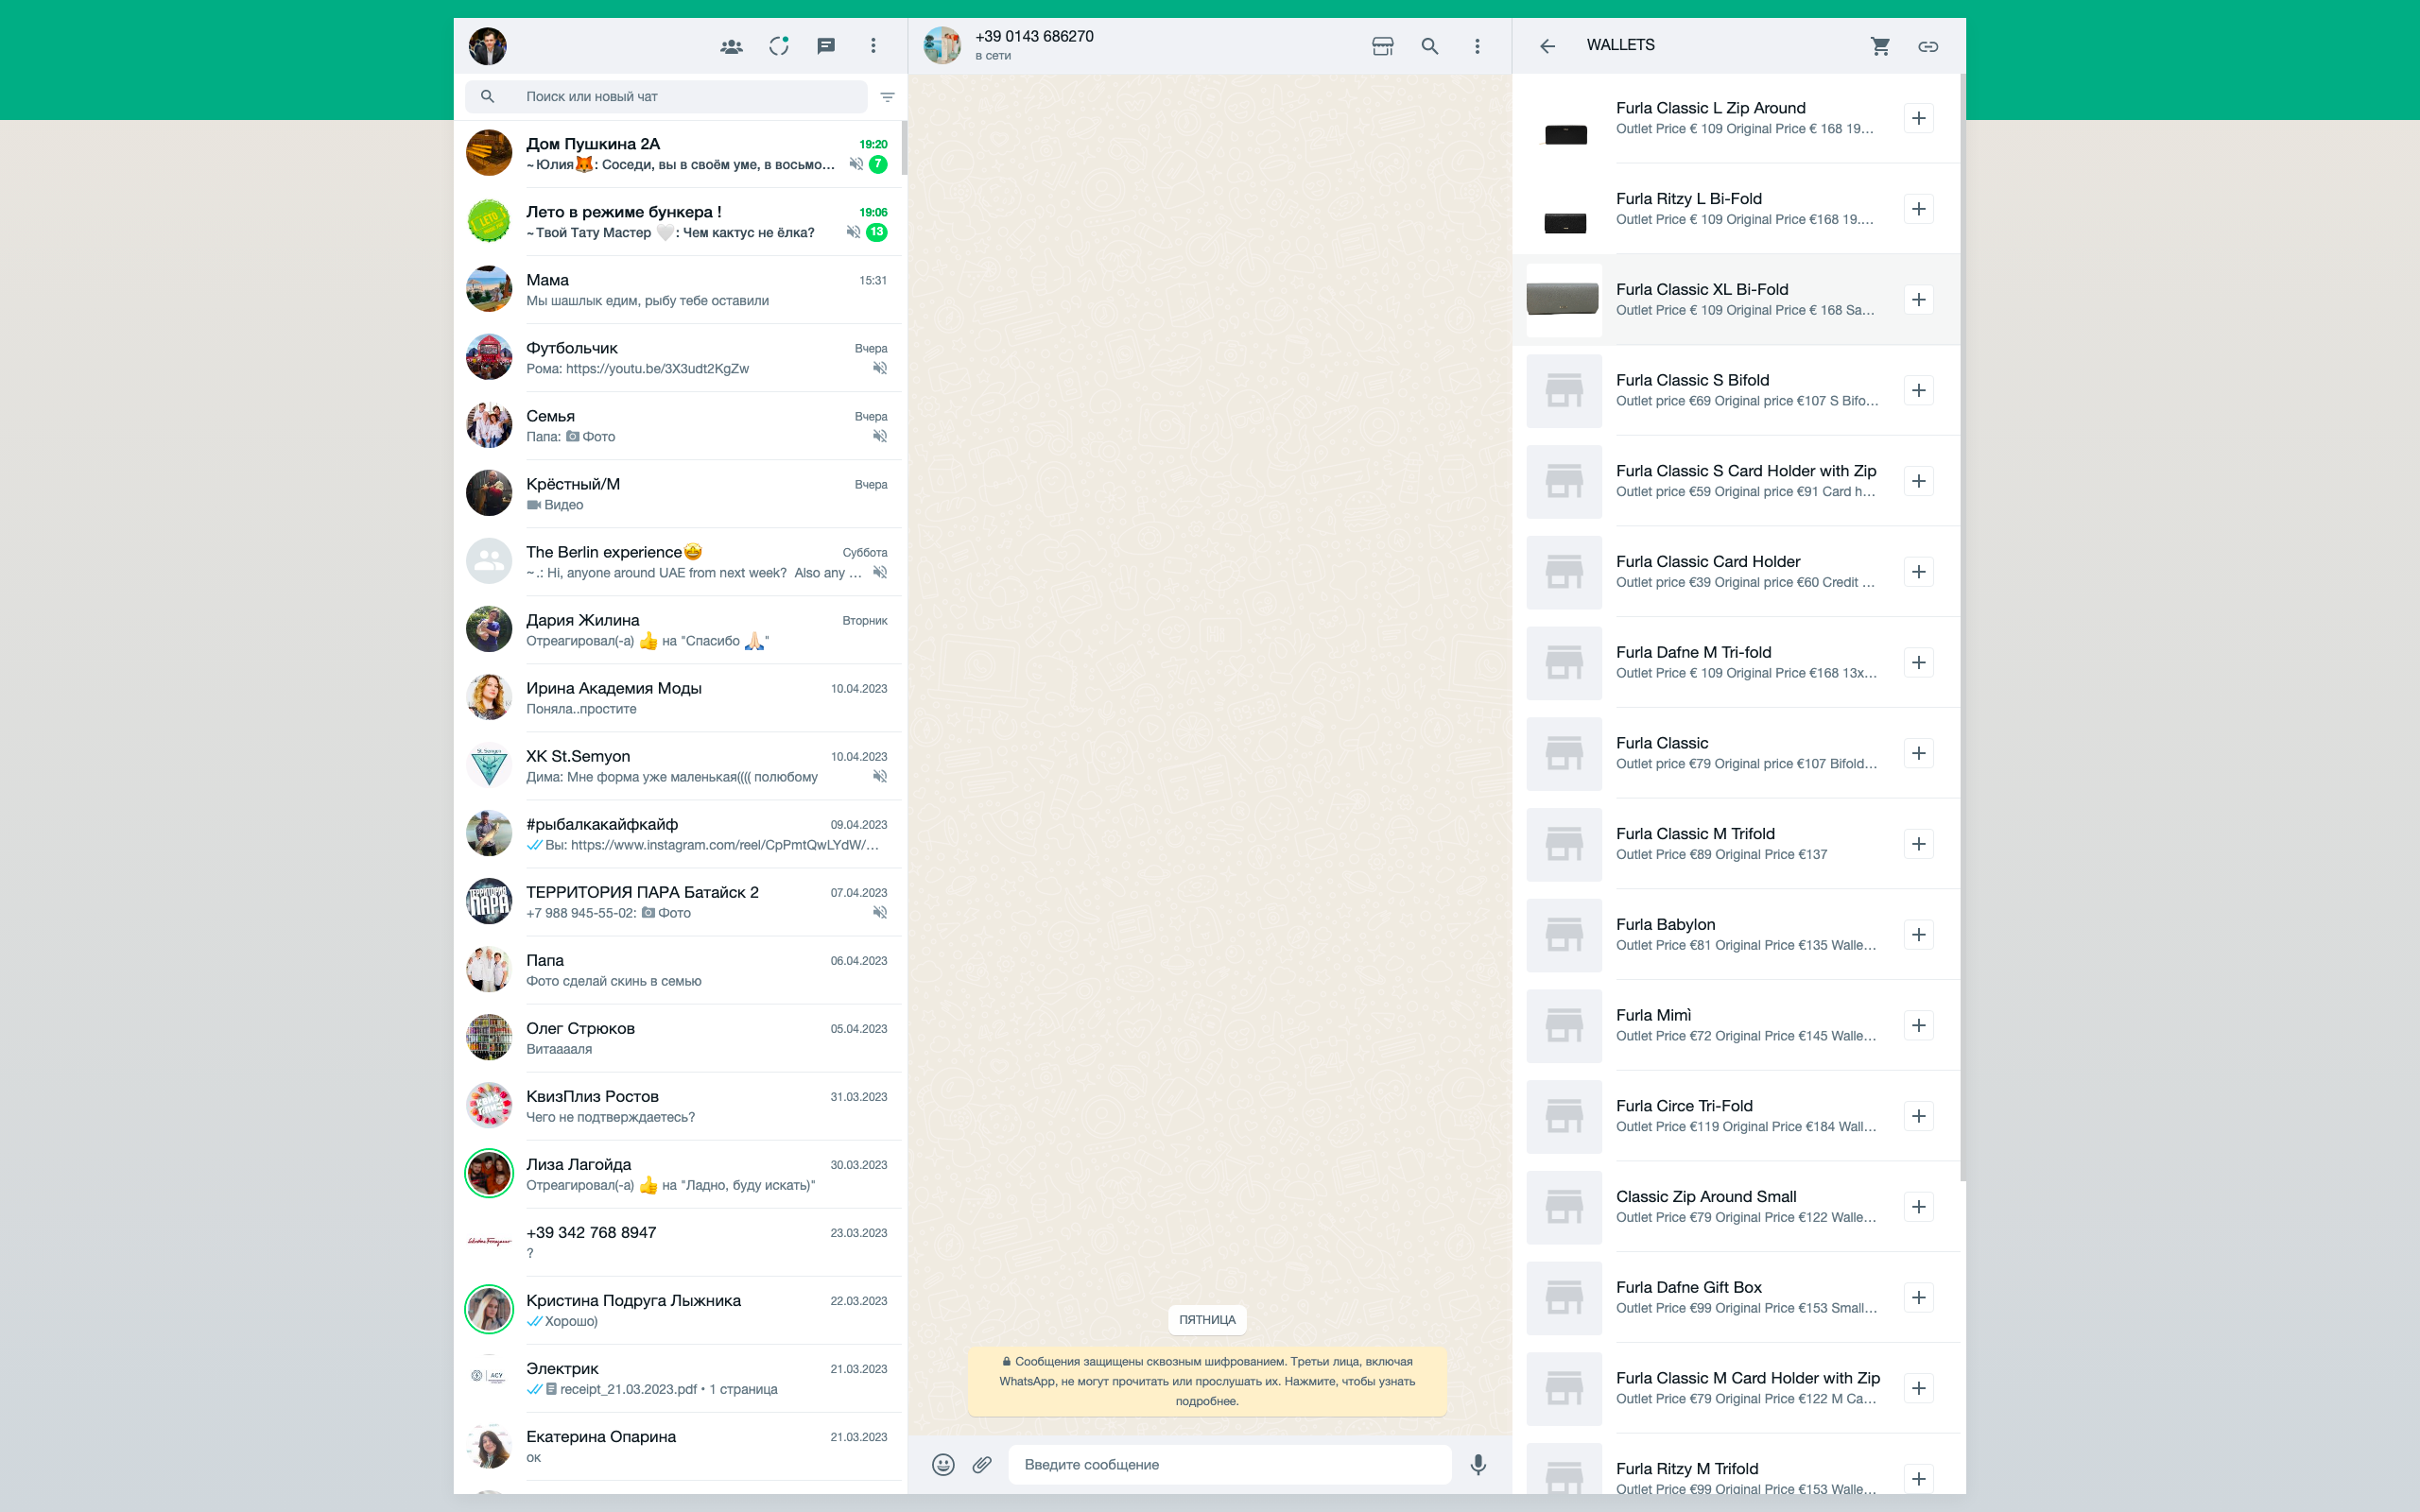 Поиск или новый чат
Дом Пушкина 2А
19:20
~Юлия🦊: Соседи, вы в своём уме, в восьмо...
7
Лето в режиме бункера !
19:06
~Твой Тату Мастер 🤍: Чем кактус не ёлка?
13
Мама
15:31
Мы шашлык едим, рыбу тебе оставили
Футбольчик
Вчера
Рома: https://youtu.be/3X3udt2KgZw
Семья
Вчера
Папа: Фото
Крёстный/М
Вчера
Видео
The Berlin experience🤩
Суббота
~.: Hi, anyone around UAE from next week? Also any ...
Дария Жилина
Вторник
Отреагировал(-а) 👍 на "Спасибо 🙏🏻"
Ирина Академия Моды
10.04.2023
Поняла..простите
ХК St.Semyon
10.04.2023
Дима: Мне форма уже маленькая(((( полюбому
#рыбалкакайфкайф
09.04.2023
Вы: https://www.instagram.com/reel/CpPmtQwLYdW/...
ТЕРРИТОРИЯ ПАРА Батайск 2
07.04.2023
+7 988 945-55-02: Фото
Папа
06.04.2023
Фото сделай скинь в семью
Олег Стрюков
05.04.2023
Витааааля
КвизПлиз Ростов
31.03.2023
Чего не подтверждаетесь?
Лиза Лагойда
30.03.2023
Отреагировал(-а) 👍 на "Ладно, буду искать)"
+39 342 768 8947
23.03.2023
?
Кристина Подруга Лыжника
22.03.2023
Хорошо)
Электрик
21.03.2023
receipt_21.03.2023.pdf • 1 страница
Екатерина Опарина
21.03.2023
ок
+39 0143 686270
в сети
ПЯТНИЦА
Сообщения защищены сквозным шифрованием. Третьи лица, включая
WhatsApp, не могут прочитать или прослушать их. Нажмите, чтобы узнать
подробнее.
Введите сообщение
WALLETS
Furla Classic L Zip Around
Outlet Price € 109 Original Price € 168 19...
Furla Ritzy L Bi-Fold
Outlet Price € 109 Original Price €168 19....
Furla Classic XL Bi-Fold
Outlet Price € 109 Original Price € 168 Sa...
Furla Classic S Bifold
Outlet price €69 Original price €107 S Bifo...
Furla Classic S Card Holder with Zip
Outlet price €59 Original price €91 Card h...
Furla Classic Card Holder
Outlet price €39 Original price €60 Credit ...
Furla Dafne M Tri-fold
Outlet Price € 109 Original Price €168 13x...
Furla Classic
Outlet price €79 Original price €107 Bifold...
Furla Classic M Trifold
Outlet Price €89 Original Price €137
Furla Babylon
Outlet Price €81 Original Price €135 Walle...
Furla Mimì
Outlet Price €72 Original Price €145 Walle...
Furla Circe Tri-Fold
Outlet Price €119 Original Price €184 Wall...
Classic Zip Around Small
Outlet Price €79 Original Price €122 Walle...
Furla Dafne Gift Box
Outlet Price €99 Original Price €153 Small...
Furla Classic M Card Holder with Zip
Outlet Price €79 Original Price €122 M Ca...
Furla Ritzy M Trifold
Outlet Price €99 Original Price €153 Walle...